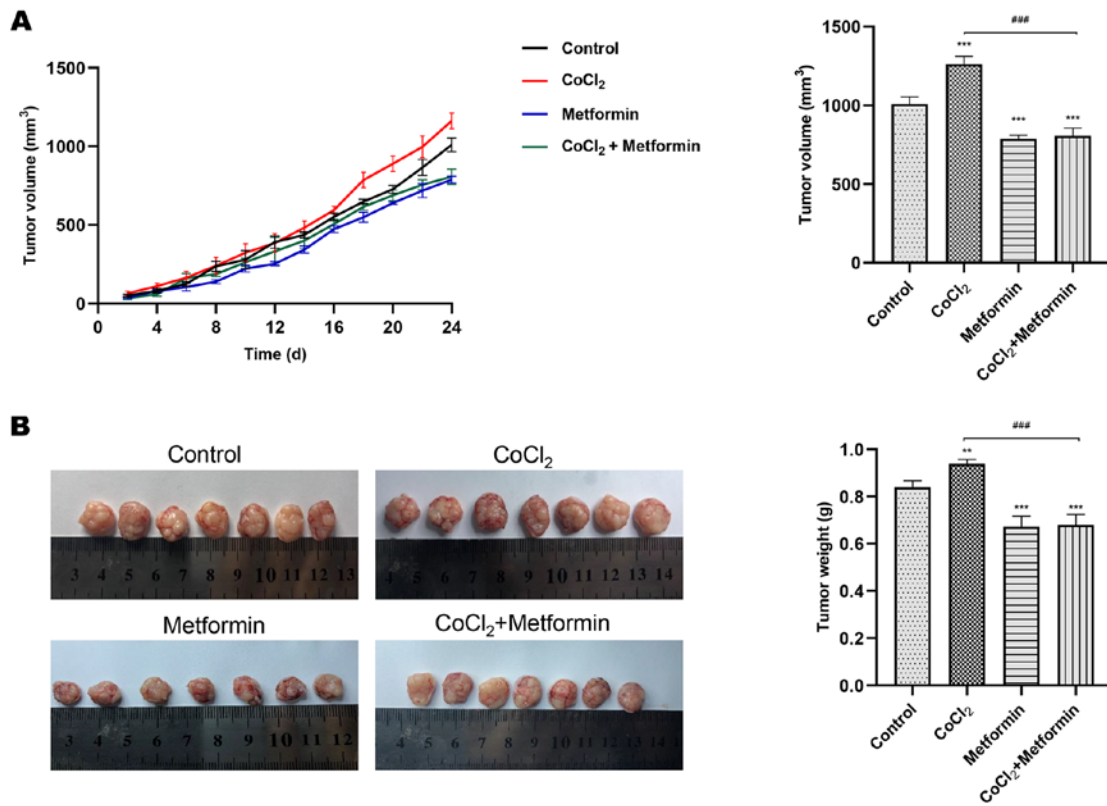 A
Tumor volume (mm³)
1500
1000
500
0
0 4 8 12 16 20 24
Time (d)
Control
CoCl₂
Metformin
CoCl₂ + Metformin
Tumor volume (mm³)
1500
1000
500
0
***
###
***
***
Control
CoCl₂
Metformin
CoCl₂+Metformin
B
Control
3 4 5 6 7 8 9 10 11 12 13
CoCl₂
4 5 6 7 8 9 10 11 12 13 14
Metformin
3 4 5 6 7 8 9 10 11 12
CoCl₂+Metformin
4 5 6 7 8 9 10 11 12 13 14
Tumor weight (g)
1.0
0.8
0.6
0.4
0.2
0.0
**
###
***
***
Control
CoCl₂
Metformin
CoCl₂+Metformin